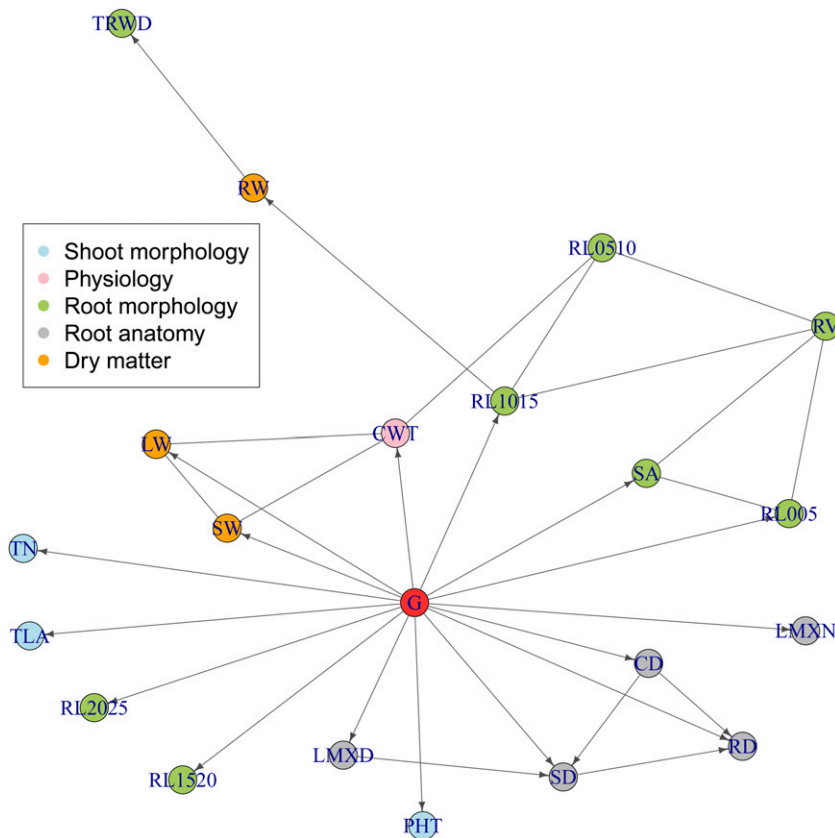 TRWD
RW
RL0510
Shoot morphology
Physiology
Root morphology
Root anatomy
Dry matter
RV
RL1015
CWT
LW
SA
RL005
SW
TN
G
TLA
LMXN
CD
RL2025
RD
LMXD
SD
RL1520
PHT